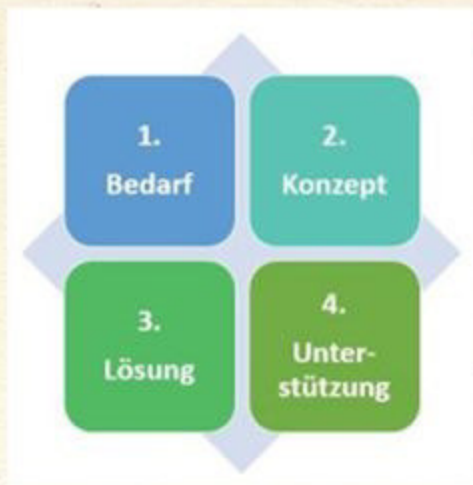 1.
Bedarf
2.
Konzept
3.
Lösung
4.
Unter-
stützung